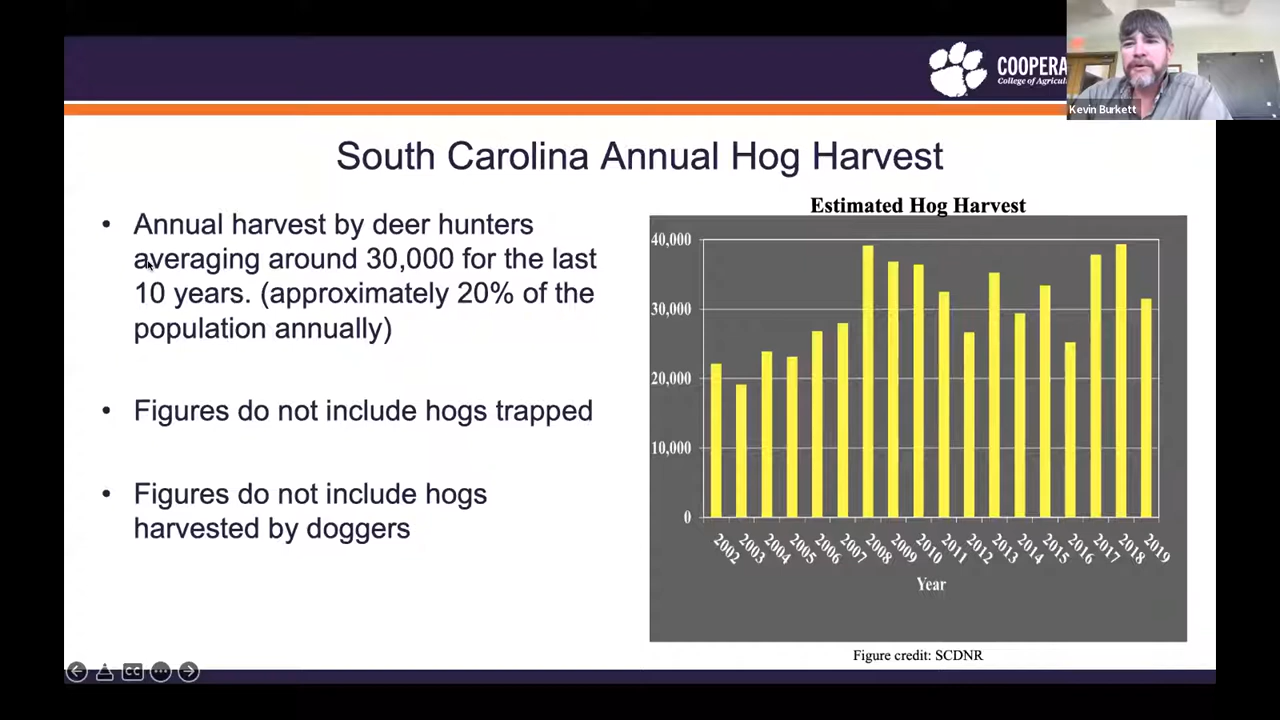 COOPERA
College of Agricul
Kevin Burkett
South Carolina Annual Hog Harvest
• Annual harvest by deer hunters
averaging around 30,000 for the last
10 years. (approximately 20% of the
population annually)
• Figures do not include hogs trapped
• Figures do not include hogs
harvested by doggers
Estimated Hog Harvest
40,000
30,000
20,000
10,000
0
2002 2003 2004 2005 2006 2007 2008 2009 2010 2011 2012 2013 2014 2015 2016 2017 2018 2019
Year
Figure credit: SCDNR
CC